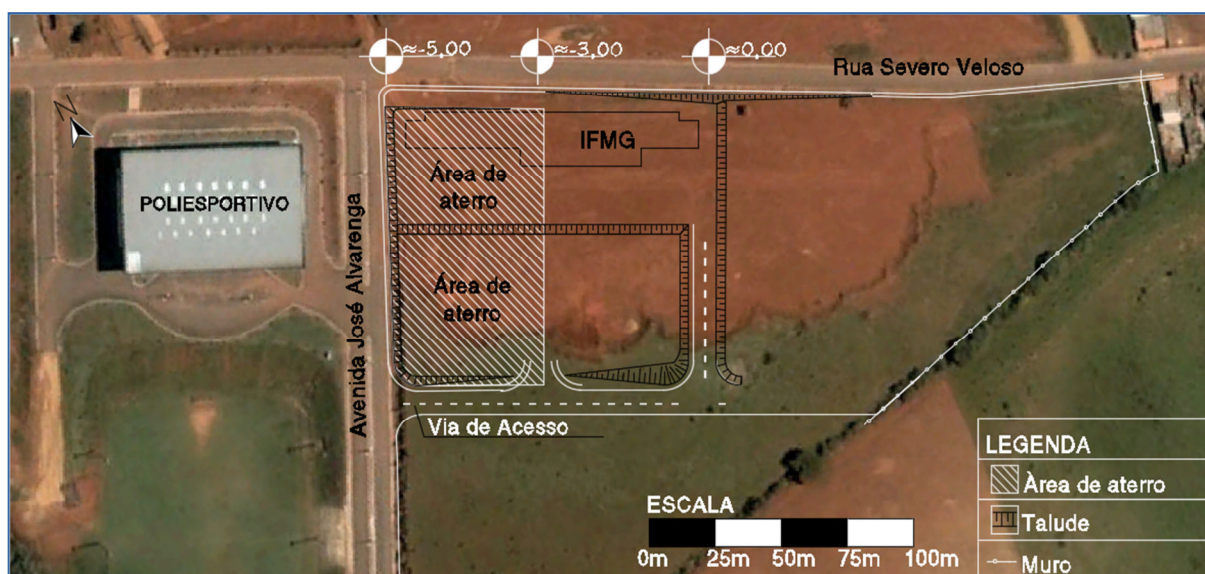 ≈-5,00
≈-3,00
≈0,00
Rua Severo Veloso
N
IFMG
POLIESPORTIVO
Área de
aterro
Área de
aterro
Avenida José Alvarenga
Via de Acesso
LEGENDA
Àrea de aterro
Talude
Muro
ESCALA
0m 25m 50m 75m 100m